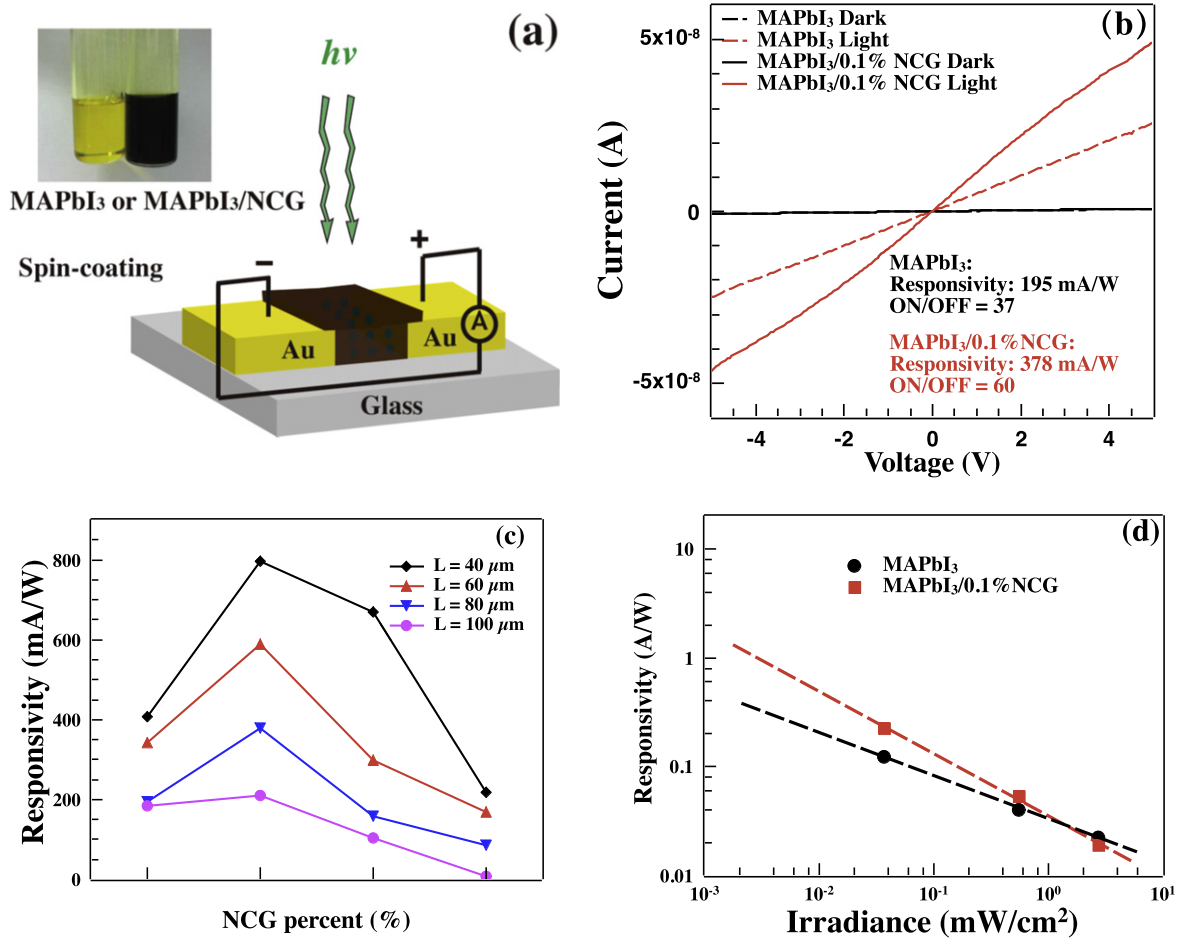 (a)
hν
MAPbI₃ or MAPbI₃/NCG
Spin-coating
−
+
A
Au
Au
Glass
(b)
MAPbI₃ Dark
MAPbI₃ Light
MAPbI₃/0.1% NCG Dark
MAPbI₃/0.1% NCG Light
Current (A)
5x10⁻⁸
0
-5x10⁻⁸
MAPbI₃:
Responsivity: 195 mA/W
ON/OFF = 37
MAPbI₃/0.1%NCG:
Responsivity: 378 mA/W
ON/OFF = 60
-4 -2 0 2 4
Voltage (V)
(c)
L = 40 μm
L = 60 μm
L = 80 μm
L = 100 μm
Responsivity (mA/W)
800
600
400
200
0
NCG percent (%)
(d)
MAPbI₃
MAPbI₃/0.1%NCG
Responsivity (A/W)
10
1
0.1
0.01
10⁻³ 10⁻² 10⁻¹ 10⁰ 10¹
Irradiance (mW/cm²)